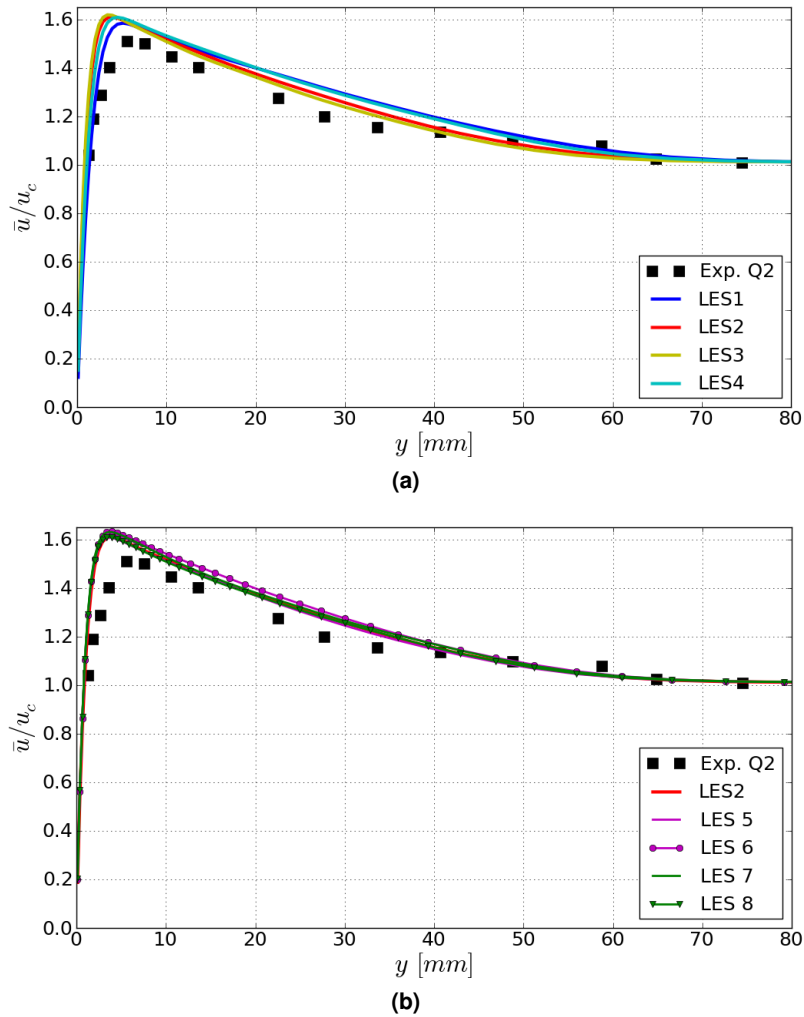 1.6
1.4
1.2
1.0
0.8
0.6
0.4
0.2
0.0
ū/u_c
Exp. Q2
LES1
LES2
LES3
LES4
0 10 20 30 40 50 60 70 80
y [mm]
(a)
1.6
1.4
1.2
1.0
0.8
0.6
0.4
0.2
0.0
ū/u_c
Exp. Q2
LES2
LES 5
LES 6
LES 7
LES 8
0 10 20 30 40 50 60 70 80
y [mm]
(b)